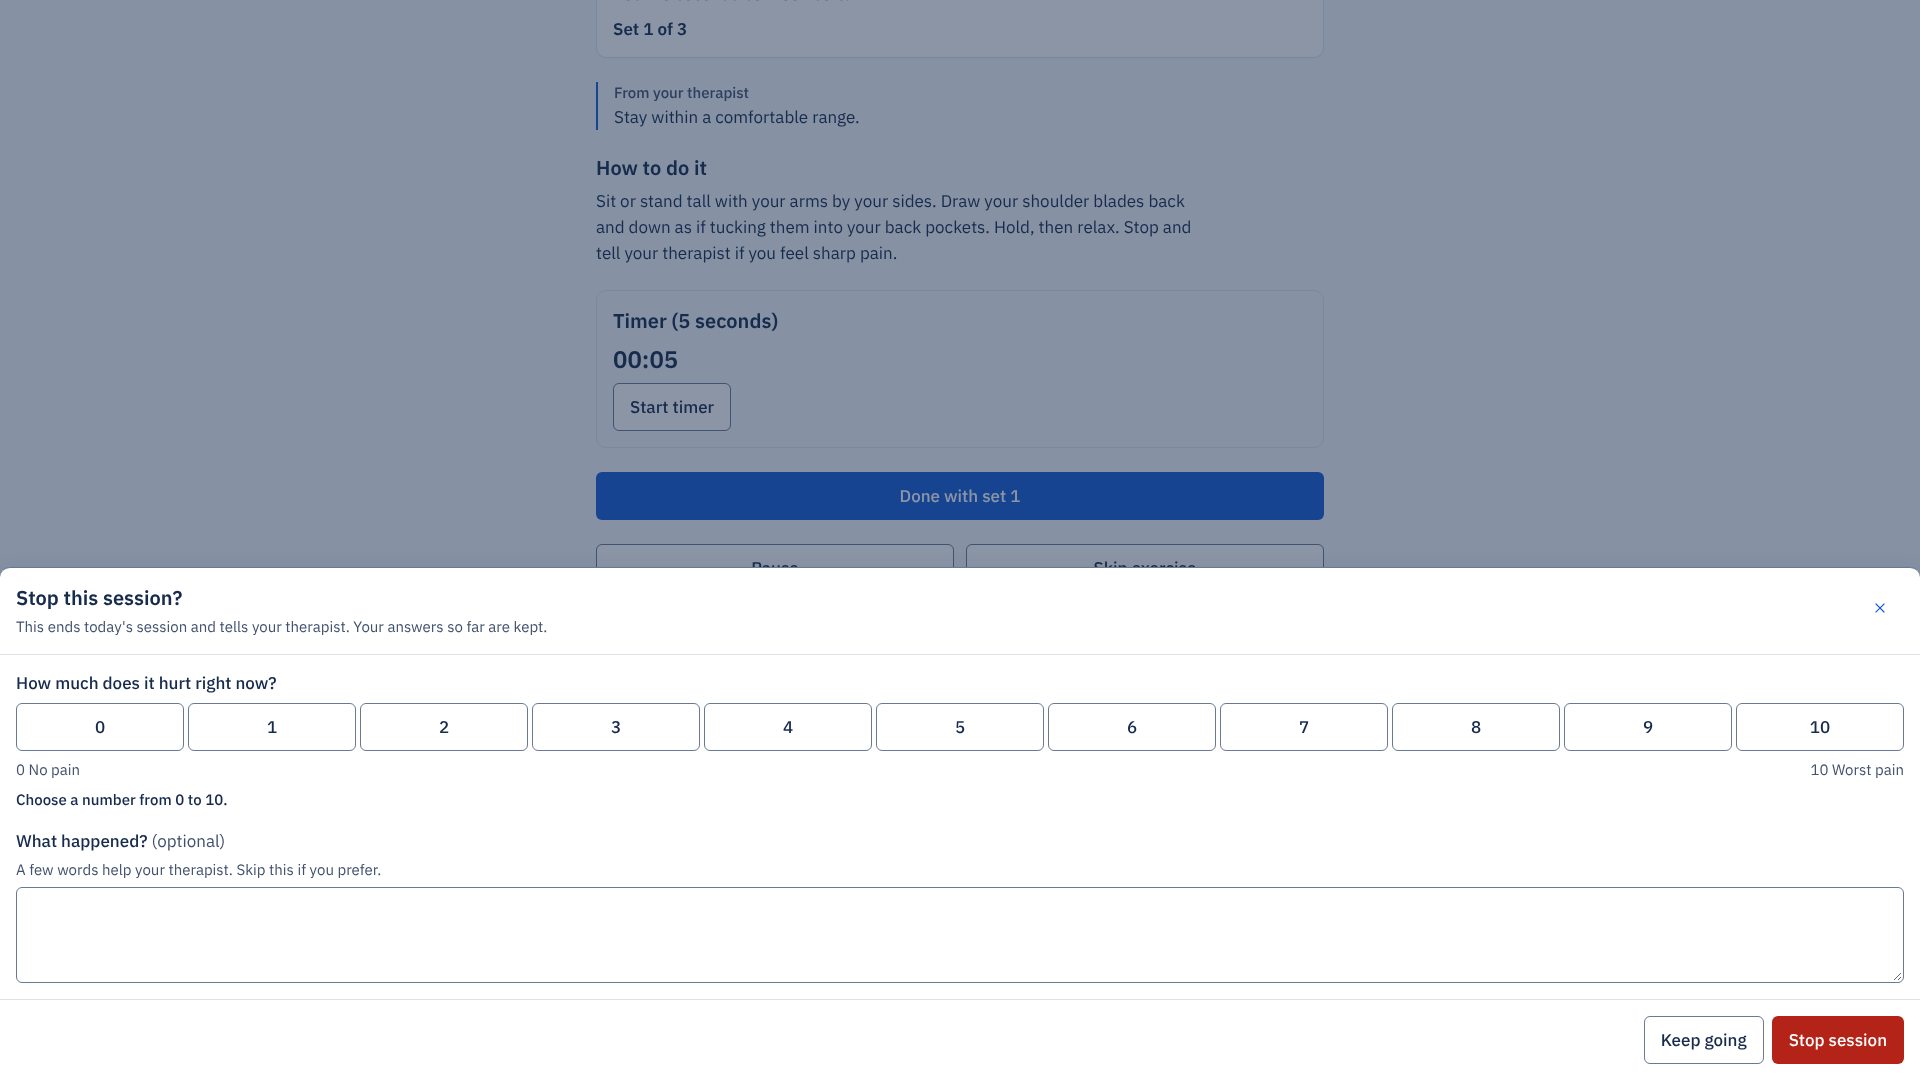 Set 1 of 3
From your therapist
Stay within a comfortable range.
How to do it
Sit or stand tall with your arms by your sides. Draw your shoulder blades back
and down as if tucking them into your back pockets. Hold, then relax. Stop and
tell your therapist if you feel sharp pain.
Timer (5 seconds)
00:05
Start timer
Done with set 1
Pause
Skip exercise
Stop this session?
This ends today's session and tells your therapist. Your answers so far are kept.
How much does it hurt right now?
0 1 2 3 4 5 6 7 8 9 10
0 No pain
10 Worst pain
Choose a number from 0 to 10.
What happened? (optional)
A few words help your therapist. Skip this if you prefer.
Keep going
Stop session